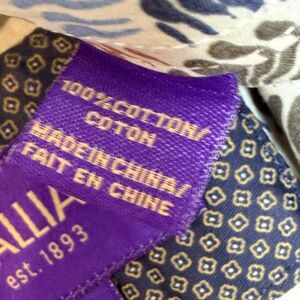 100% COTTON/
COTON
MADE IN CHINA/
FAIT EN CHINE
ALLIA
est. 1893